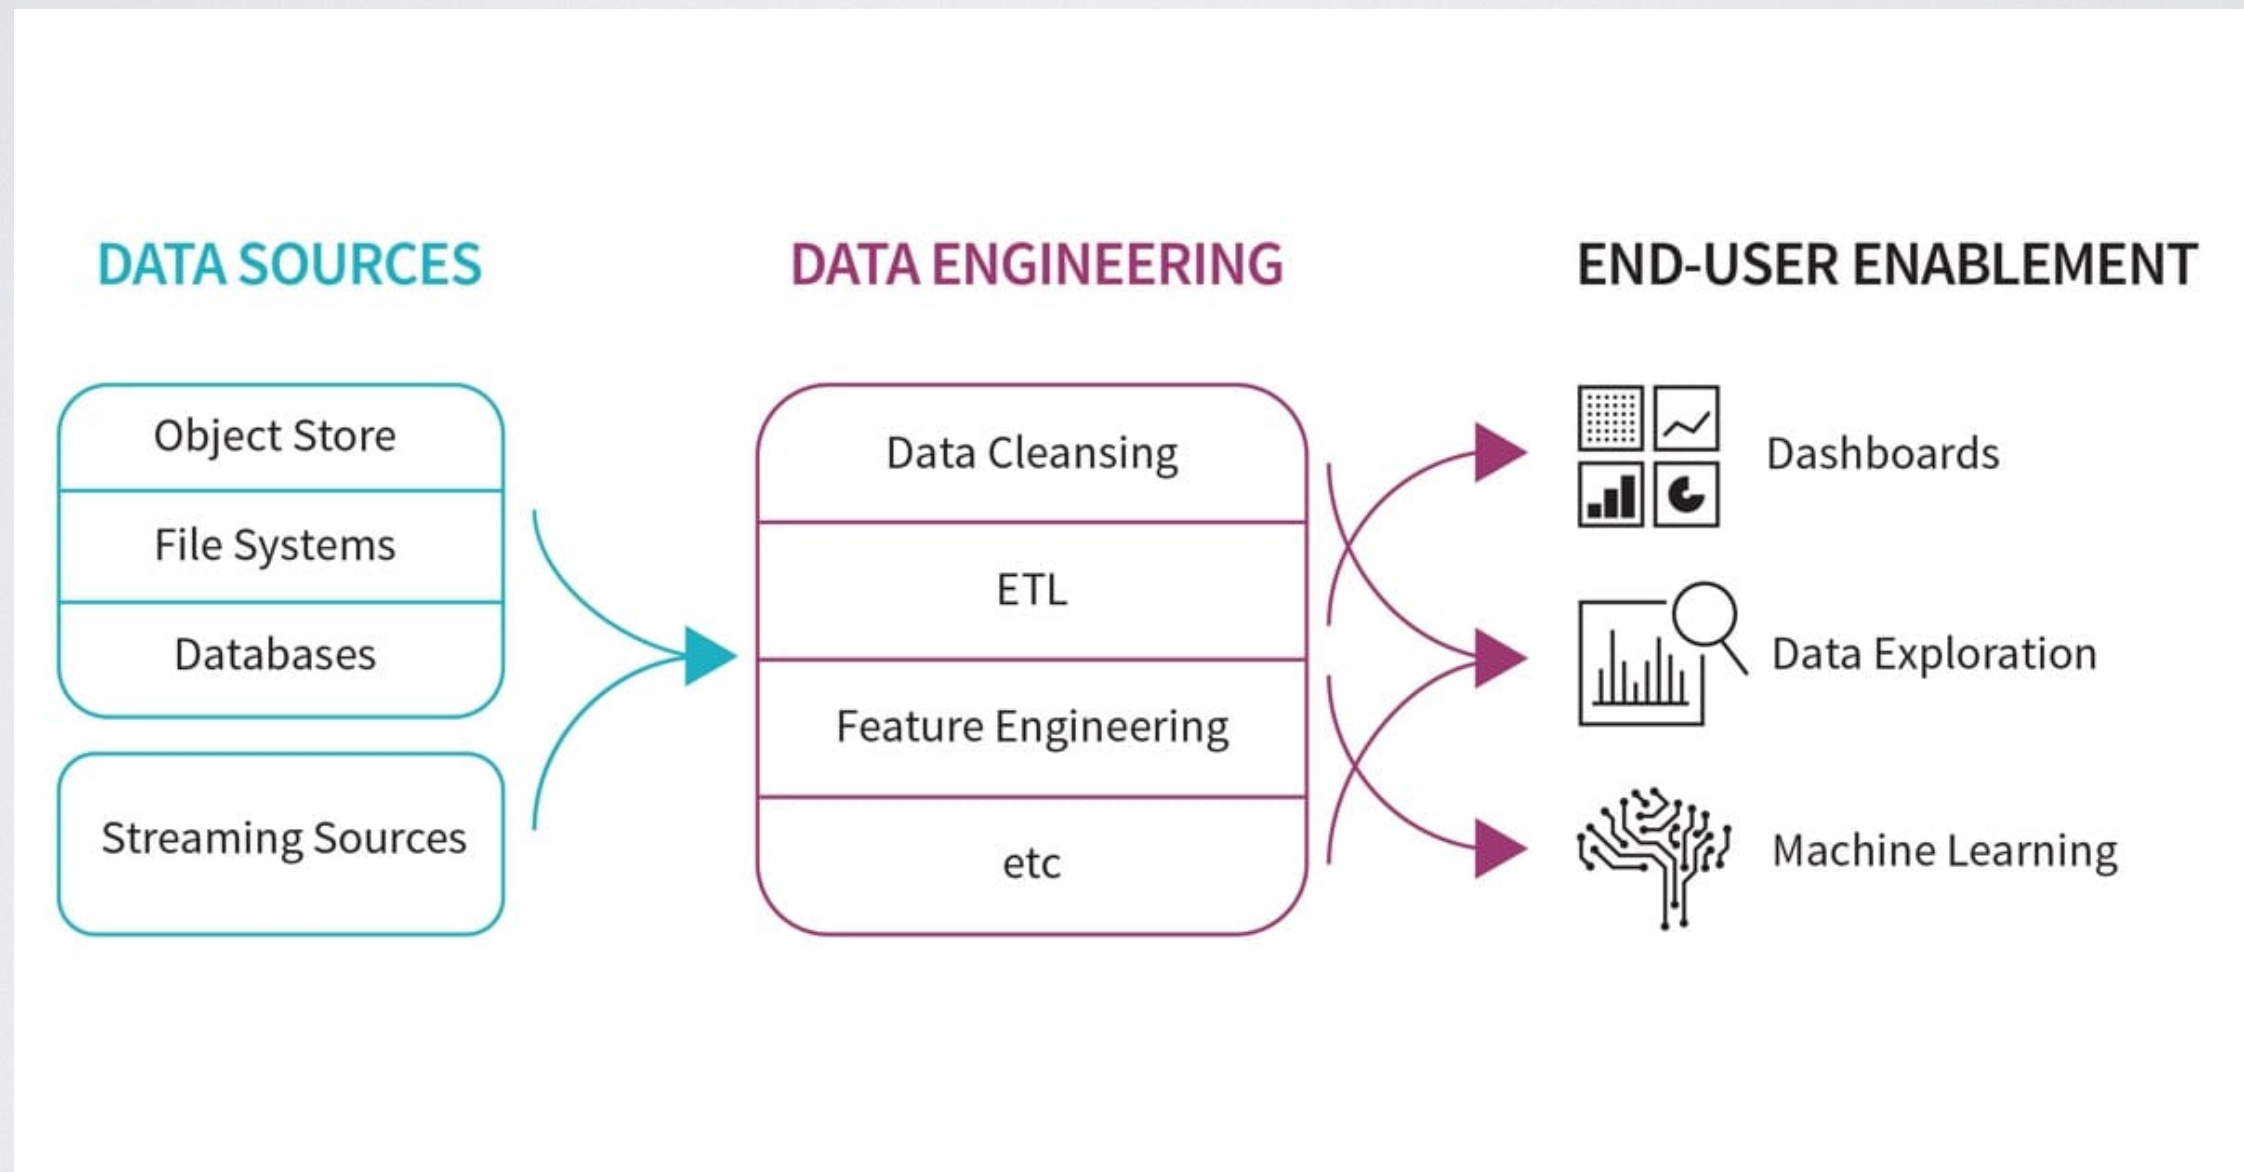 DATA SOURCES
Object Store
File Systems
Databases
Streaming Sources
DATA ENGINEERING
Data Cleansing
ETL
Feature Engineering
etc
END-USER ENABLEMENT
Dashboards
Data Exploration
Machine Learning